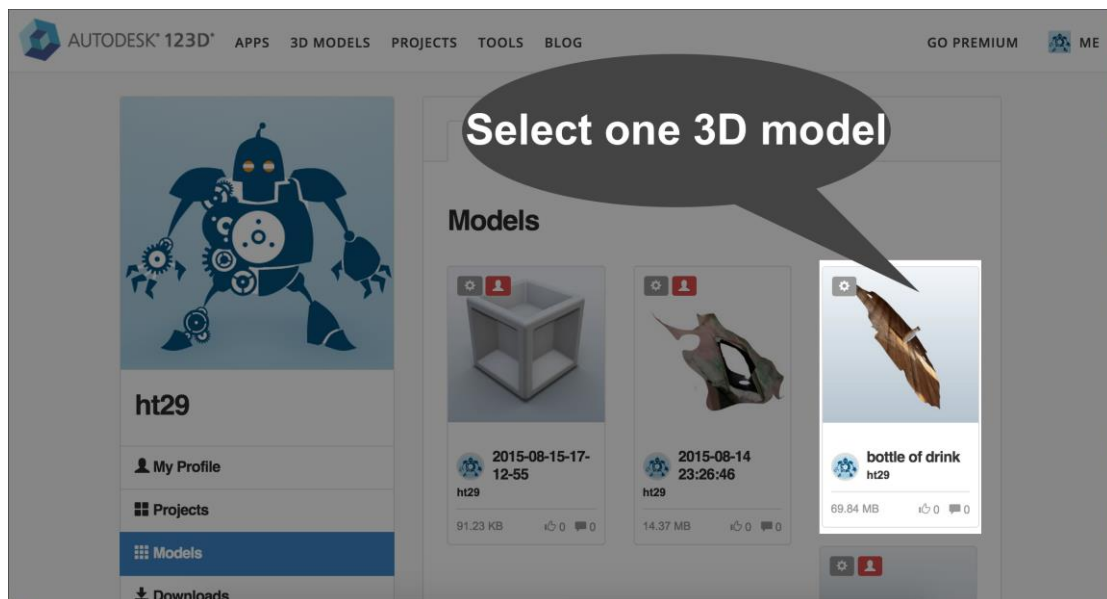 AUTODESK® 123D® APPS 3D MODELS PROJECTS TOOLS BLOG GO PREMIUM ME
Select one 3D model
Models
ht29
My Profile
Projects
Models
Downloads
2015-08-15-17-
12-55
ht29
91.23 KB 0 0
2015-08-14
23:26:46
ht29
14.37 MB 0 0
bottle of drink
ht29
69.84 MB 0 0